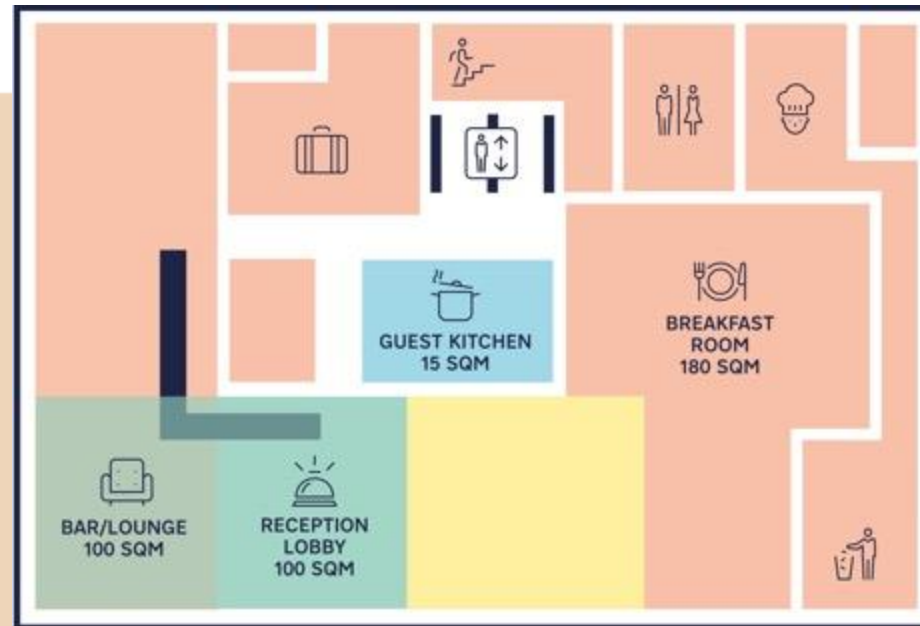 GUEST KITCHEN
15 SQM
BREAKFAST
ROOM
180 SQM
BAR/LOUNGE
100 SQM
RECEPTION
LOBBY
100 SQM